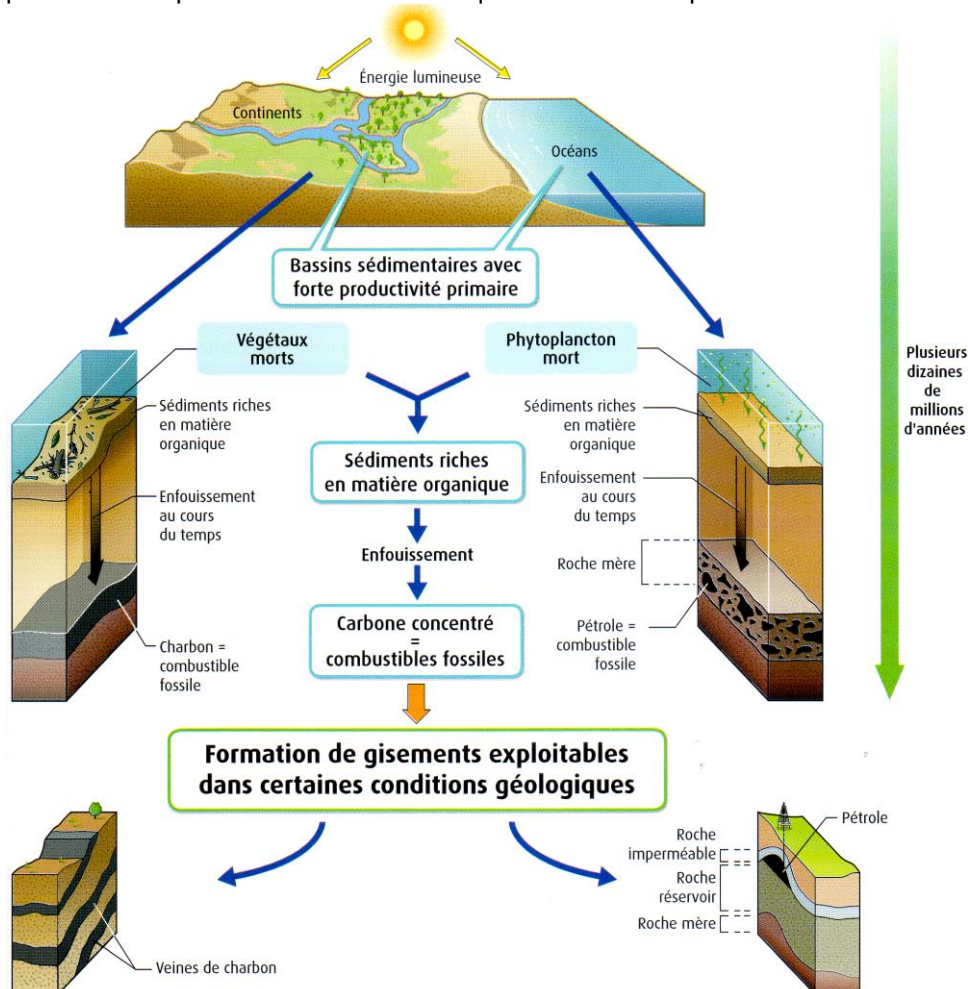 Énergie lumineuse
Continents
Océans
Bassins sédimentaires avec
forte productivité primaire
Végétaux
morts
Phytoplancton
mort
Plusieurs
dizaines
de
millions
d'années
Sédiments riches
en matière
organique
Sédiments riches
en matière organique
Sédiments riches
en matière
organique
Enfouissement
au cours
du temps
Enfouissement
Enfouissement
au cours
du temps
Roche mère
Carbone concentré
=
combustibles fossiles
Charbon =
combustible
fossile
Pétrole =
combustible
fossile
Formation de gisements exploitables
dans certaines conditions géologiques
Veines de charbon
Pétrole
Roche
imperméable
Roche
réservoir
Roche mère